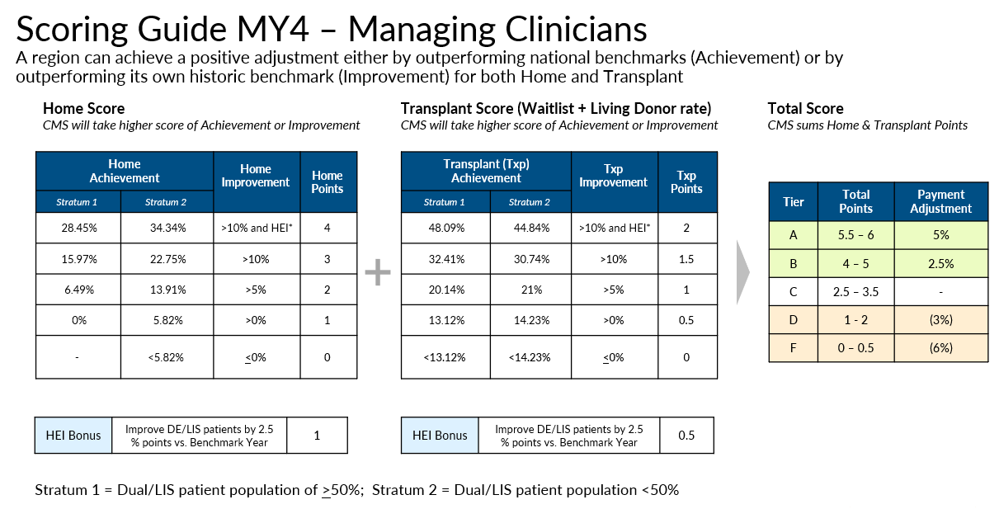 Scoring Guide MY4 – Managing Clinicians
A region can achieve a positive adjustment either by outperforming national benchmarks (Achievement) or by
outperforming its own historic benchmark (Improvement) for both Home and Transplant
Home Score
CMS will take higher score of Achievement or Improvement
Home
Achievement
Home
Improvement
Home
Points
Stratum 1 Stratum 2
28.45% 34.34% >10% and HEI* 4
15.97% 22.75% >10% 3
6.49% 13.91% >5% 2
0% 5.82% >0% 1
- <5.82% ≤0% 0
HEI Bonus
Improve DE/LIS patients by 2.5
% points vs. Benchmark Year
1
+
Transplant Score (Waitlist + Living Donor rate)
CMS will take higher score of Achievement or Improvement
Transplant (Txp)
Achievement
Txp
Improvement
Txp
Points
Stratum 1 Stratum 2
48.09% 44.84% >10% and HEI* 2
32.41% 30.74% >10% 1.5
20.14% 21% >5% 1
13.12% 14.23% >0% 0.5
<13.12% <14.23% ≤0% 0
HEI Bonus
Improve DE/LIS patients by 2.5
% points vs. Benchmark Year
0.5
Total Score
CMS sums Home & Transplant Points
Tier
Total
Points
Payment
Adjustment
A 5.5 – 6 5%
B 4 – 5 2.5%
C 2.5 – 3.5 -
D 1 - 2 (3%)
F 0 – 0.5 (6%)
Stratum 1 = Dual/LIS patient population of ≥50%; Stratum 2 = Dual/LIS patient population <50%